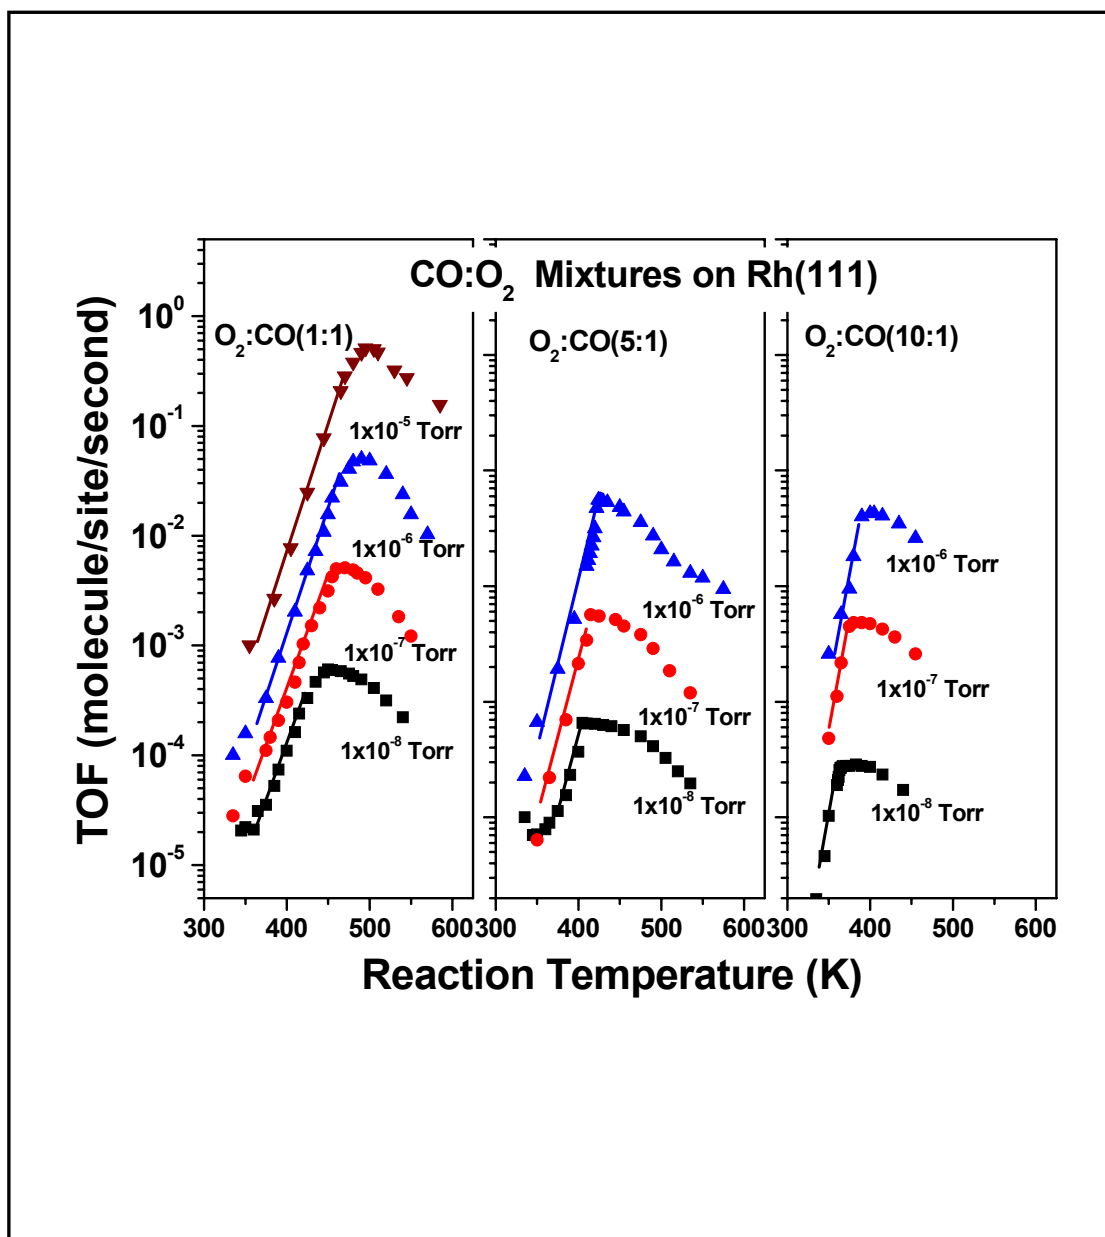 CO:O₂ Mixtures on Rh(111)
O₂:CO(1:1)
O₂:CO(5:1)
O₂:CO(10:1)
TOF (molecule/site/second)
10⁰
10⁻¹
10⁻²
10⁻³
10⁻⁴
10⁻⁵
1x10⁻⁵ Torr
1x10⁻⁶ Torr
1x10⁻⁷ Torr
1x10⁻⁸ Torr
1x10⁻⁶ Torr
1x10⁻⁷ Torr
1x10⁻⁸ Torr
1x10⁻⁶ Torr
1x10⁻⁷ Torr
1x10⁻⁸ Torr
300 400 500 600 300 400 500 600 300 400 500 600
Reaction Temperature (K)